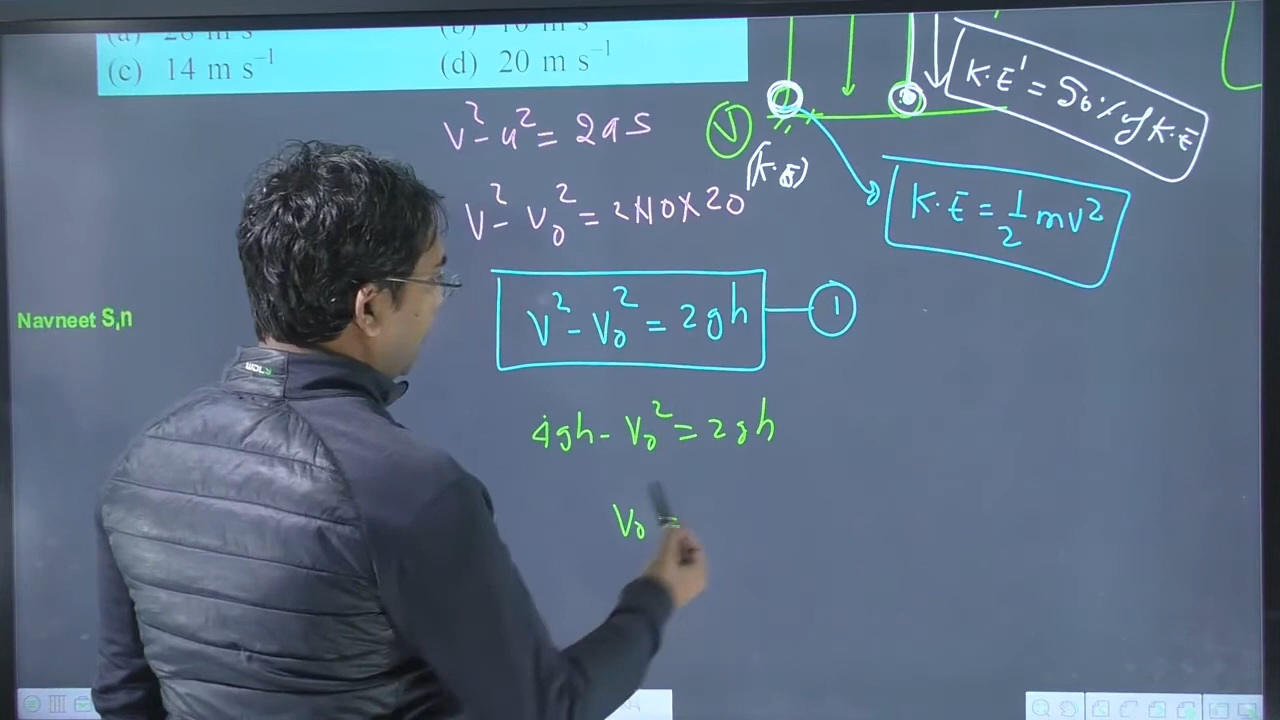 (c) 14 m s⁻¹ (d) 20 m s⁻¹
K.E' = 50% of K.E
V² - u² = 2as
V
(K.E)
V² - V₀² = 2×10×20
K.E = 1/2 mv²
V² - V₀² = 2gh
1
Navneet
4gh - V₀² = 2gh
V₀ =